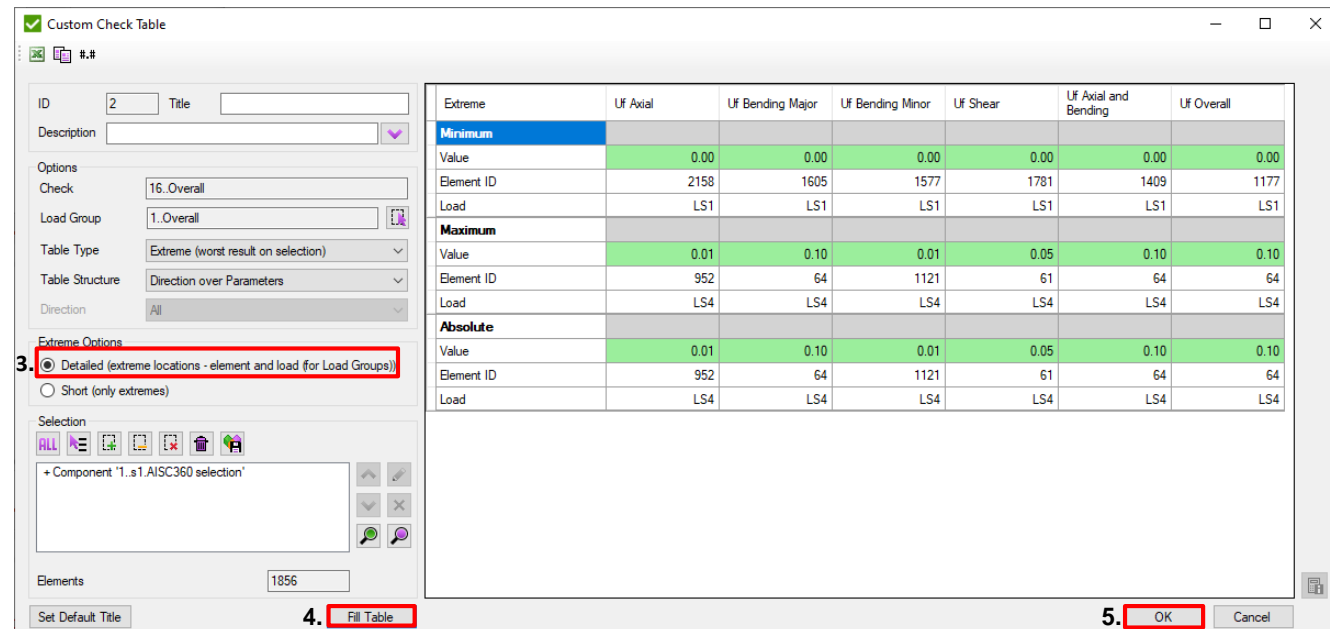 Custom Check Table
#.#
ID 2 Title
Description
Options
Check 16..Overall
Load Group 1..Overall
Table Type Extreme (worst result on selection)
Table Structure Direction over Parameters
Direction All
Extreme Options
3. Detailed (extreme locations - element and load (for Load Groups))
Short (only extremes)
Selection
ALL
+ Component '1..s1.AISC360 selection'
Elements 1856
Set Default Title 4. Fill Table
Extreme Uf Axial Uf Bending Major Uf Bending Minor Uf Shear Uf Axial and Bending Uf Overall
Minimum
Value 0.00 0.00 0.00 0.00 0.00 0.00
Element ID 2158 1605 1577 1781 1409 1177
Load LS1 LS1 LS1 LS1 LS1 LS1
Maximum
Value 0.01 0.10 0.01 0.05 0.10 0.10
Element ID 952 64 1121 61 64 64
Load LS4 LS4 LS4 LS4 LS4 LS4
Absolute
Value 0.01 0.10 0.01 0.05 0.10 0.10
Element ID 952 64 1121 61 64 64
Load LS4 LS4 LS4 LS4 LS4 LS4
5. OK Cancel